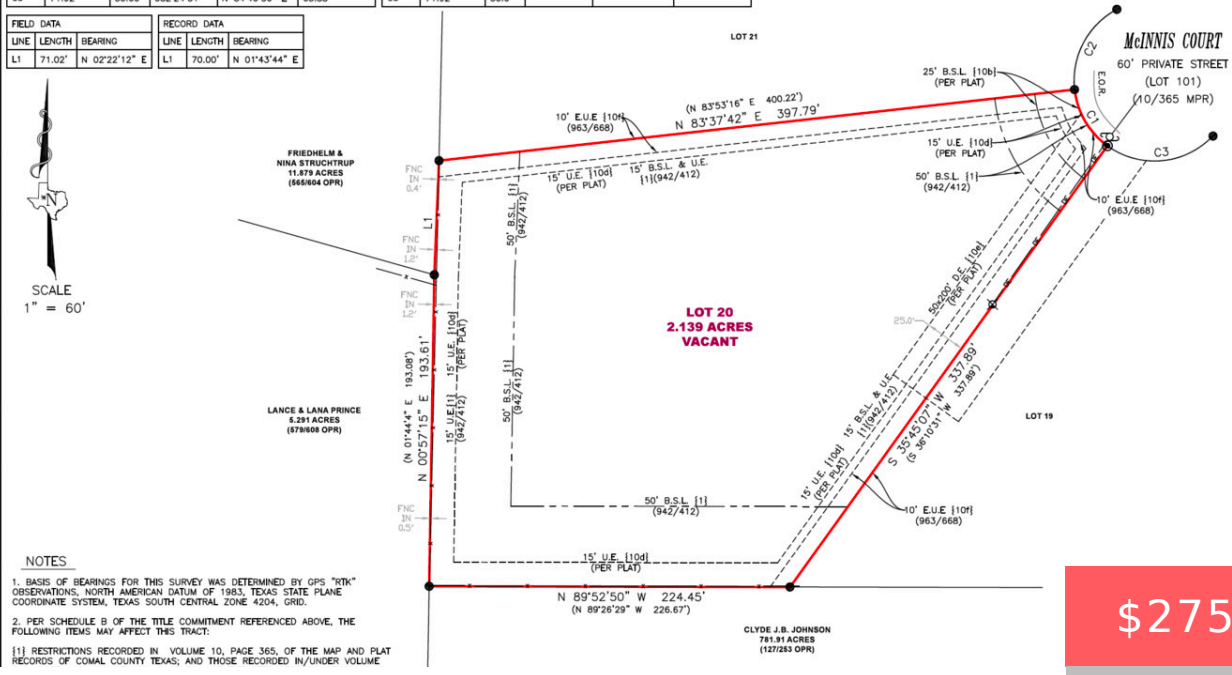 FIELD DATA
LINE LENGTH BEARING
L1 71.02' N 02°22'12" E
RECORD DATA
LINE LENGTH BEARING
L1 70.00' N 01°43'44" E
SCALE
1" = 60'
LOT 21
McINNIS COURT
60' PRIVATE STREET
(LOT 101)
(10/365 MPR)
C2
E.O.R.
C1
C3
25' B.S.L. {10b}
(PER PLAT)
(N 83°53'16" E 400.22')
N 83°37'42" E 397.79'
10' E.U.E {10f}
(963/668)
15' U.E. {10d}
(PER PLAT)
50' B.S.L. {1}
(942/412)
10' E.U.E {10f}
(963/668)
FRIEDHELM &
NINA STRUCHTRUP
11.879 ACRES
(565/604 OPR)
FNC
IN
0.4'
15' U.E. {10d}
(PER PLAT)
15' B.S.L. & U.E.
{1}(942/412)
L1
50' B.S.L. {1}
(942/412)
FNC
IN
1.2'
FNC
IN
1.2'
50x200' D.E. {10e}
(PER PLAT)
LOT 20
2.139 ACRES
VACANT
25.0'
15' U.E. {10d}
(PER PLAT)
(N 01°44'4" E 193.08')
N 00°57'15" E 193.61'
15' U.E {1}
(942/412)
50' B.S.L. {1}
(942/412)
LANCE & LANA PRINCE
5.291 ACRES
(579/608 OPR)
15' B.S.L. & U.E.
{1}(942/412)
S 35°45'07" W 337.89'
(S 36°10'31" W 337.89')
LOT 19
15' U.E. {10d}
(PER PLAT)
FNC
IN
0.5'
50' B.S.L. {1}
(942/412)
10' E.U.E {10f}
(963/668)
15' U.E. {10d}
(PER PLAT)
N 89°52'50" W 224.45'
(N 89°26'29" W 226.67')
CLYDE J.B. JOHNSON
781.91 ACRES
(127/253 OPR)
NOTES
1. BASIS OF BEARINGS FOR THIS SURVEY WAS DETERMINED BY GPS "RTK"
OBSERVATIONS, NORTH AMERICAN DATUM OF 1983, TEXAS STATE PLANE
COORDINATE SYSTEM, TEXAS SOUTH CENTRAL ZONE 4204, GRID.
2. PER SCHEDULE B OF THE TITLE COMMITMENT REFERENCED ABOVE, THE
FOLLOWING ITEMS MAY AFFECT THIS TRACT:
{1} RESTRICTIONS RECORDED IN VOLUME 10, PAGE 365, OF THE MAP AND PLAT
RECORDS OF COMAL COUNTY TEXAS; AND THOSE RECORDED IN/UNDER VOLUME
$275